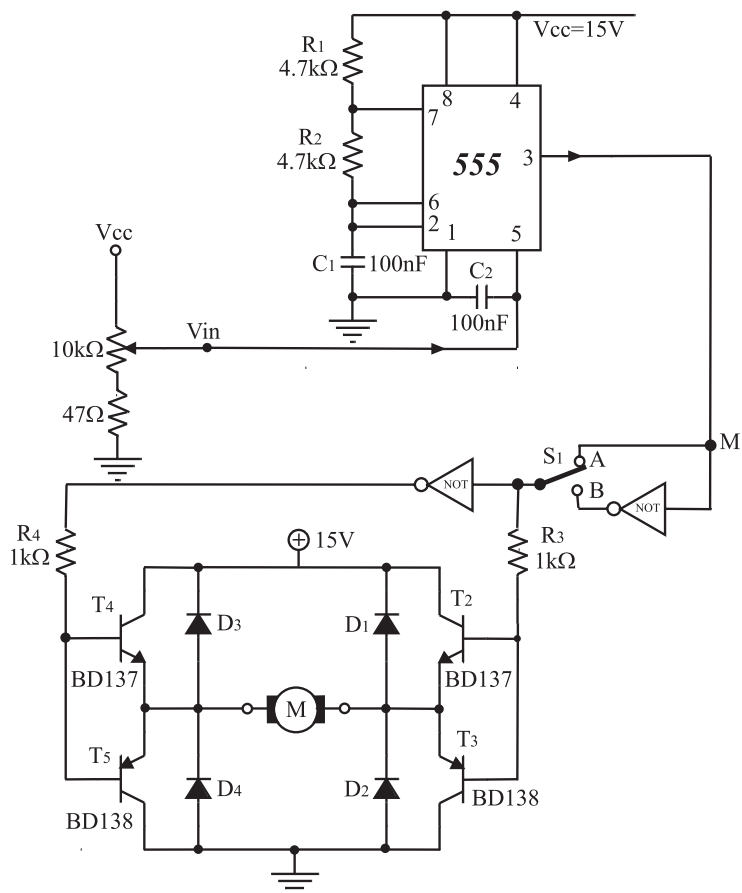 Vcc=15V
R1
4.7kΩ
8
4
7
R2
4.7kΩ
555
3
6
2
1
5
Vcc
C1
100nF
C2
100nF
10kΩ
Vin
47Ω
M
S1
A
B
NOT
NOT
R4
1kΩ
R3
1kΩ
15V
T4
D3
D1
T2
BD137
BD137
M
T5
T3
D4
D2
BD138
BD138